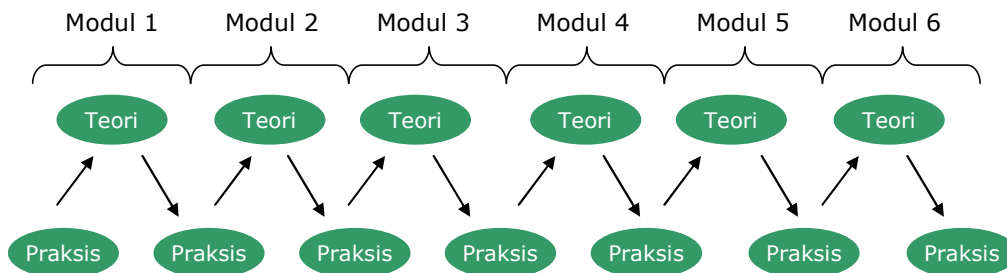 Modul 1 Modul 2 Modul 3 Modul 4 Modul 5 Modul 6
Teori Teori Teori Teori Teori Teori
Praksis Praksis Praksis Praksis Praksis Praksis Praksis